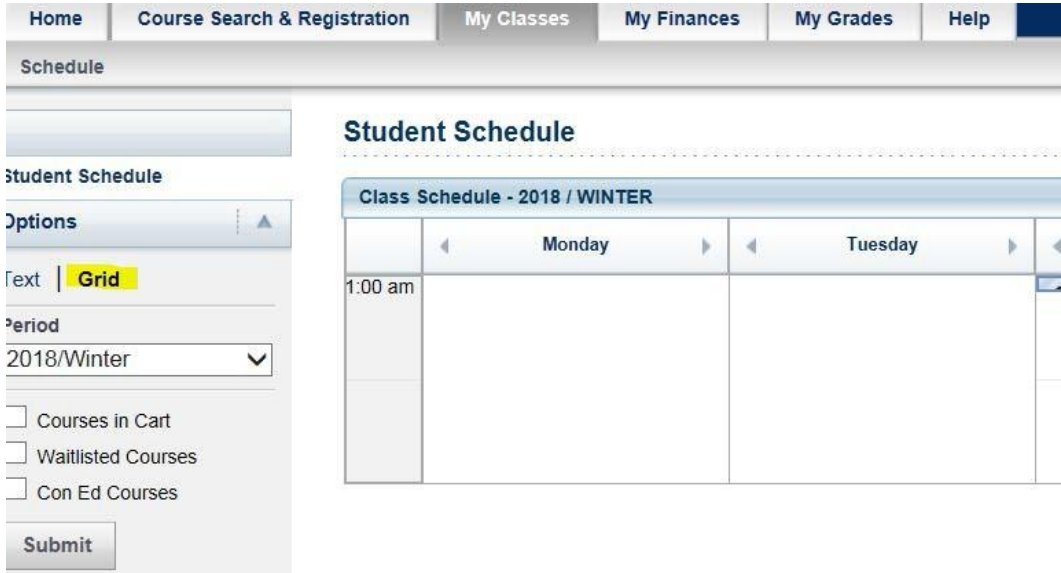 Home Course Search & Registration My Classes My Finances My Grades Help
Schedule
Student Schedule
Student Schedule
Class Schedule - 2018 / WINTER
Options
Monday Tuesday
Text | Grid
1:00 am
Period
2018/Winter
Courses in Cart
Waitlisted Courses
Con Ed Courses
Submit